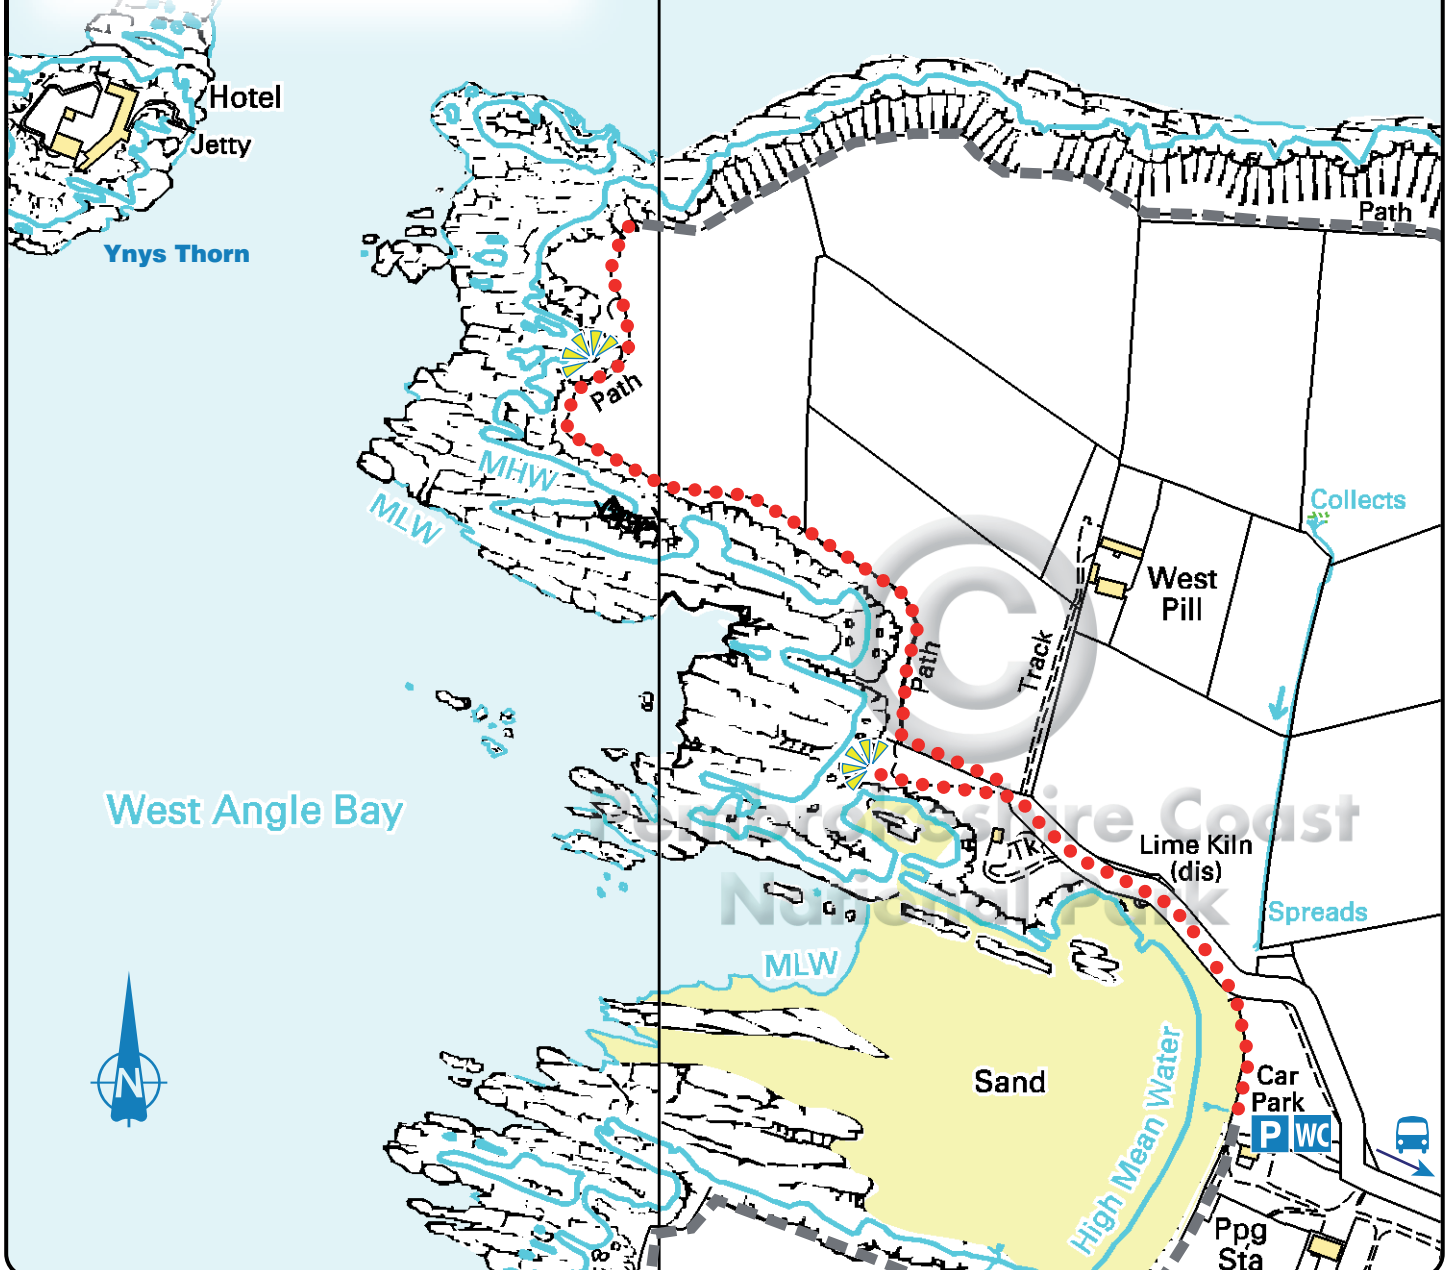 Hotel
Jetty
Ynys Thorn
Path
Path
MHW
MLW
Collects
West
Pill
Path
Track
West Angle Bay
Pembrokeshire Coast
National Park
Tk
Lime Kiln
(dis)
Spreads
MLW
N
Sand
High Mean Water
Car
Park
P WC
Ppg
Sta
©